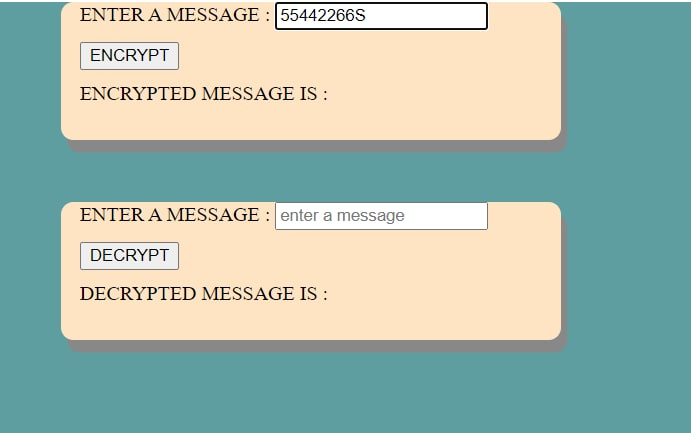 ENTER A MESSAGE : 55442266S
ENCRYPT
ENCRYPTED MESSAGE IS :
ENTER A MESSAGE : enter a message
DECRYPT
DECRYPTED MESSAGE IS :